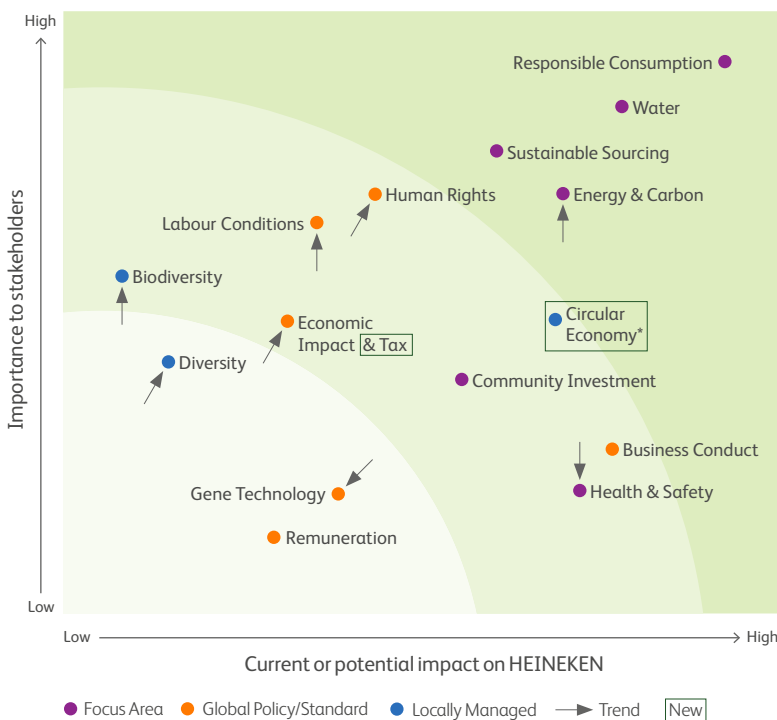 High
Importance to stakeholders
Low
Responsible Consumption
Water
Sustainable Sourcing
Human Rights
Energy & Carbon
Labour Conditions
Biodiversity
Circular
Economy*
Economic
Impact & Tax
Diversity
Community Investment
Business Conduct
Gene Technology
Health & Safety
Remuneration
Low
High
Current or potential impact on HEINEKEN
Focus Area
Global Policy/Standard
Locally Managed
Trend
New